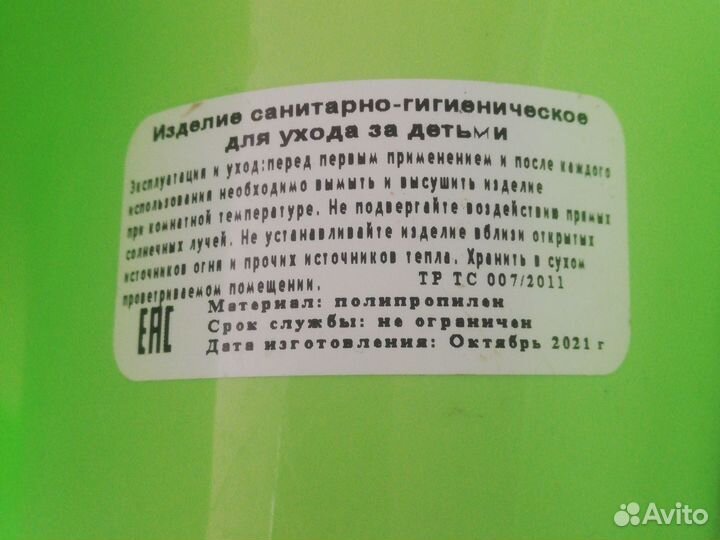 Изделие санитарно-гигиеническое
для ухода за детьми
Эксплуатация и уход:перед первым применением и после каждого
использования необходимо вымыть и высушить изделие
при комнатной температуре. Не подвергайте воздействию прямых
солнечных лучей. Не устанавливайте изделие вблизи открытых
источников огня и прочих источников тепла. Хранить в сухом
проветриваемом помещении.
ТР ТС 007/2011
EAC
Материал: полипропилен
Срок службы: не ограничен
Дата изготовления: Октябрь 2021 г
Avito